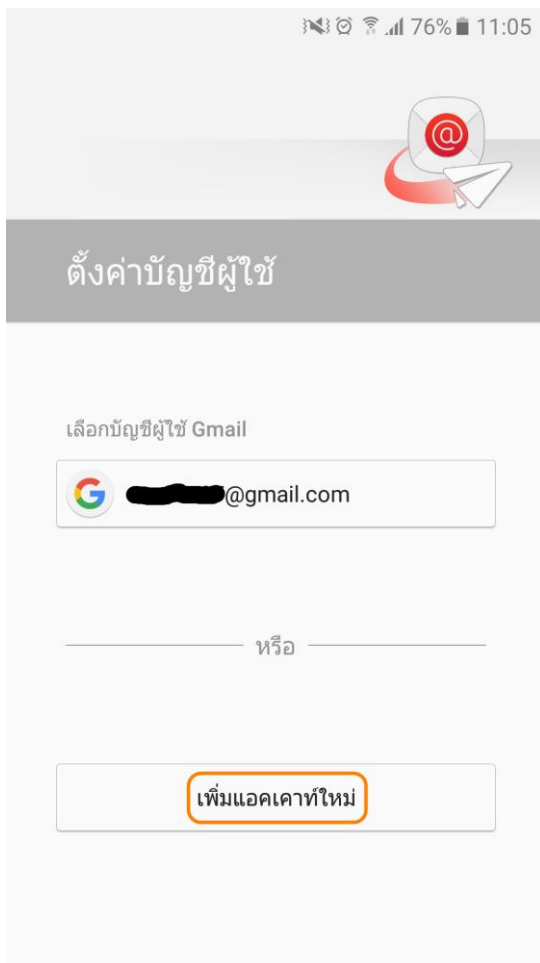 76% 11:05
@
ตั้งค่าบัญชีผู้ใช้
เลือกบัญชีผู้ใช้ Gmail
G @gmail.com
หรือ
เพิ่มแอคเคาท์ใหม่